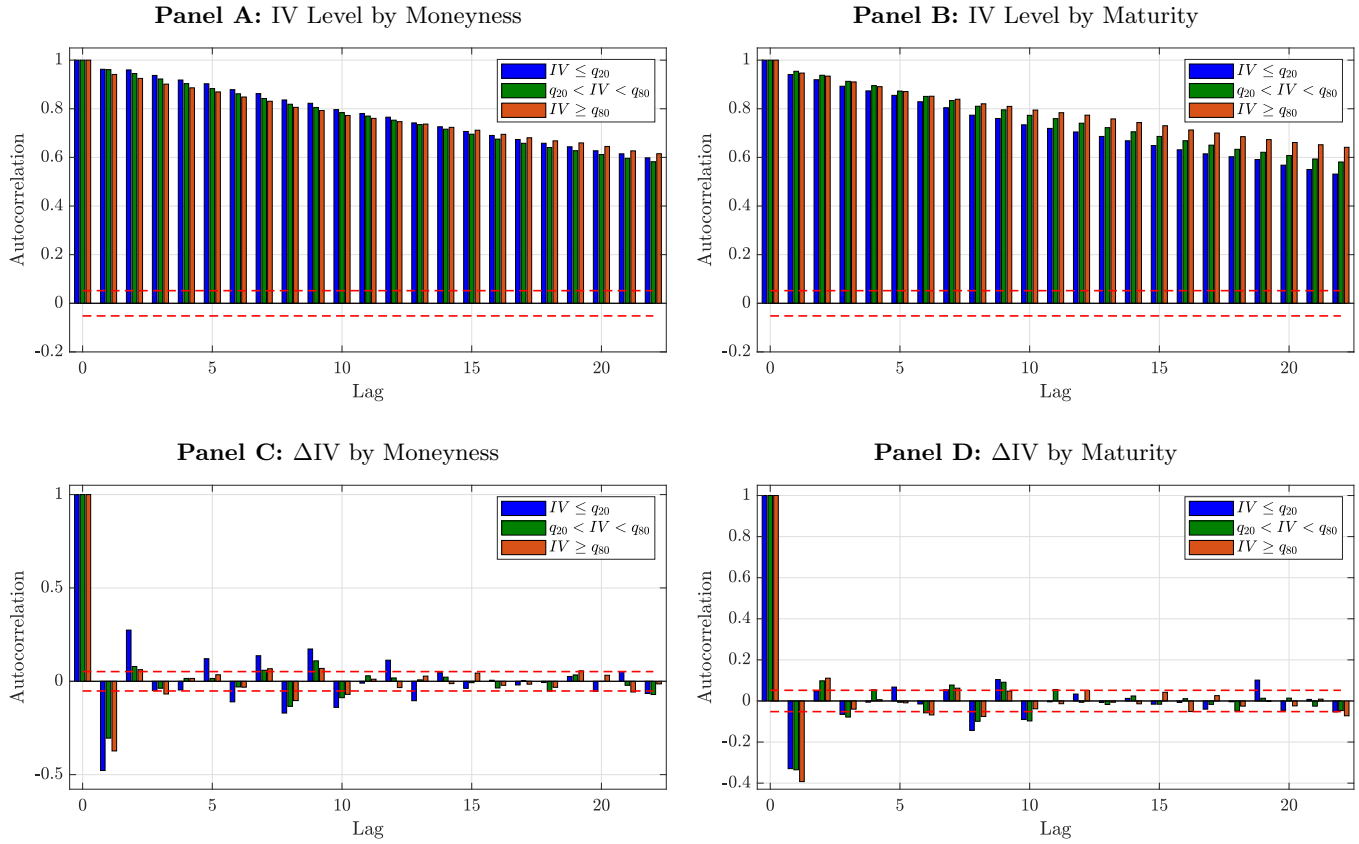 Panel A: IV Level by Moneyness
1
0.8
0.6
0.4
0.2
0
-0.2
Autocorrelation
IV ≤ q20
q20 < IV < q80
IV ≥ q80
0 5 10 15 20
Lag
Panel B: IV Level by Maturity
1
0.8
0.6
0.4
0.2
0
-0.2
Autocorrelation
IV ≤ q20
q20 < IV < q80
IV ≥ q80
0 5 10 15 20
Lag
Panel C: ΔIV by Moneyness
1
0.5
0
-0.5
Autocorrelation
IV ≤ q20
q20 < IV < q80
IV ≥ q80
0 5 10 15 20
Lag
Panel D: ΔIV by Maturity
1
0.8
0.6
0.4
0.2
0
-0.2
-0.4
Autocorrelation
IV ≤ q20
q20 < IV < q80
IV ≥ q80
0 5 10 15 20
Lag